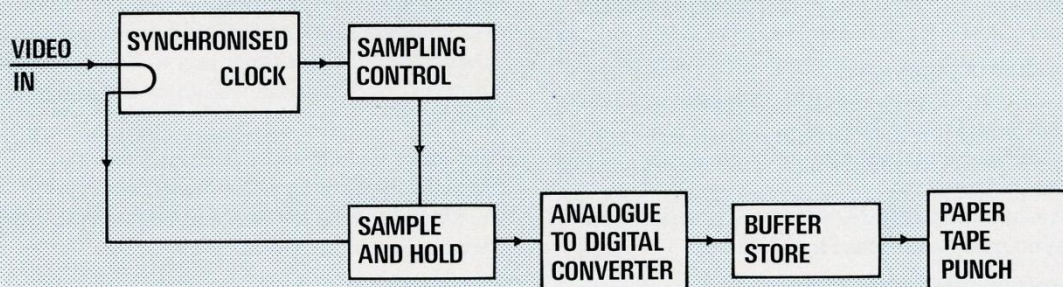 VIDEO
IN
SYNCHRONISED
CLOCK
SAMPLING
CONTROL
SAMPLE
AND HOLD
ANALOGUE
TO DIGITAL
CONVERTER
BUFFER
STORE
PAPER
TAPE
PUNCH